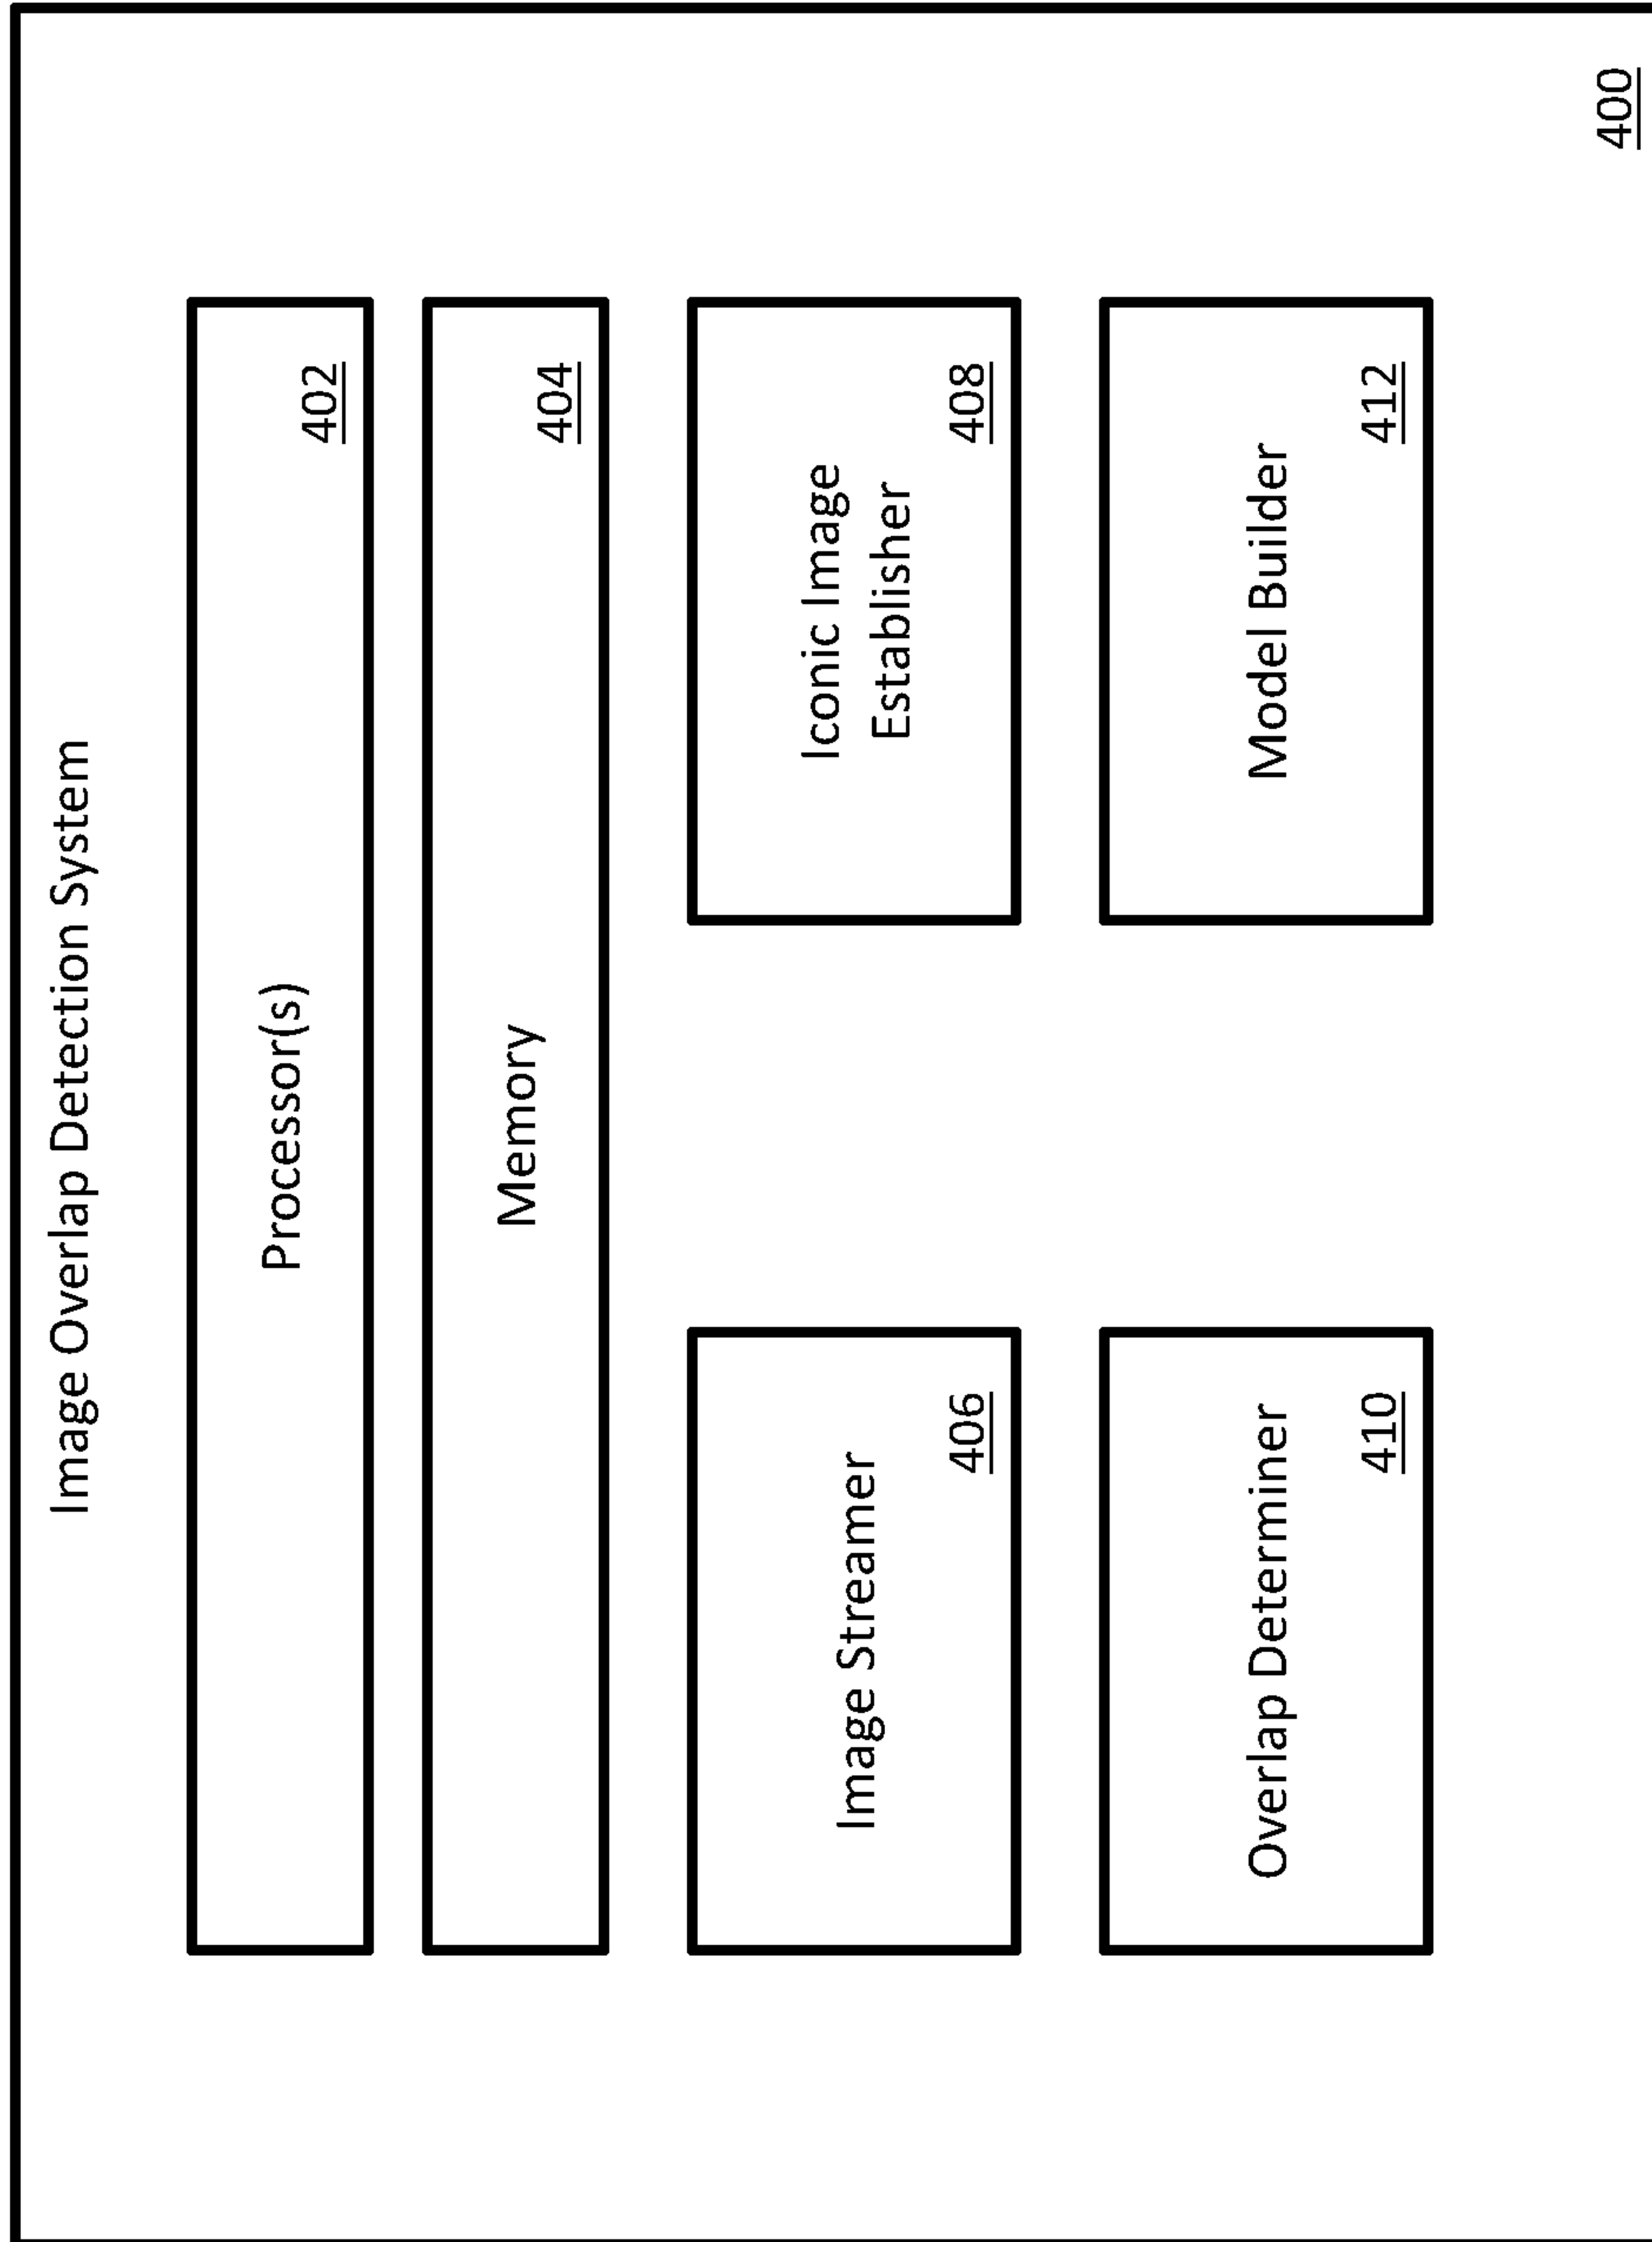 Image Overlap Detection System
Processor(s)
402
Memory
404
Image Streamer
406
Iconic Image
Establisher
408
Overlap Determiner
410
Model Builder
412
400